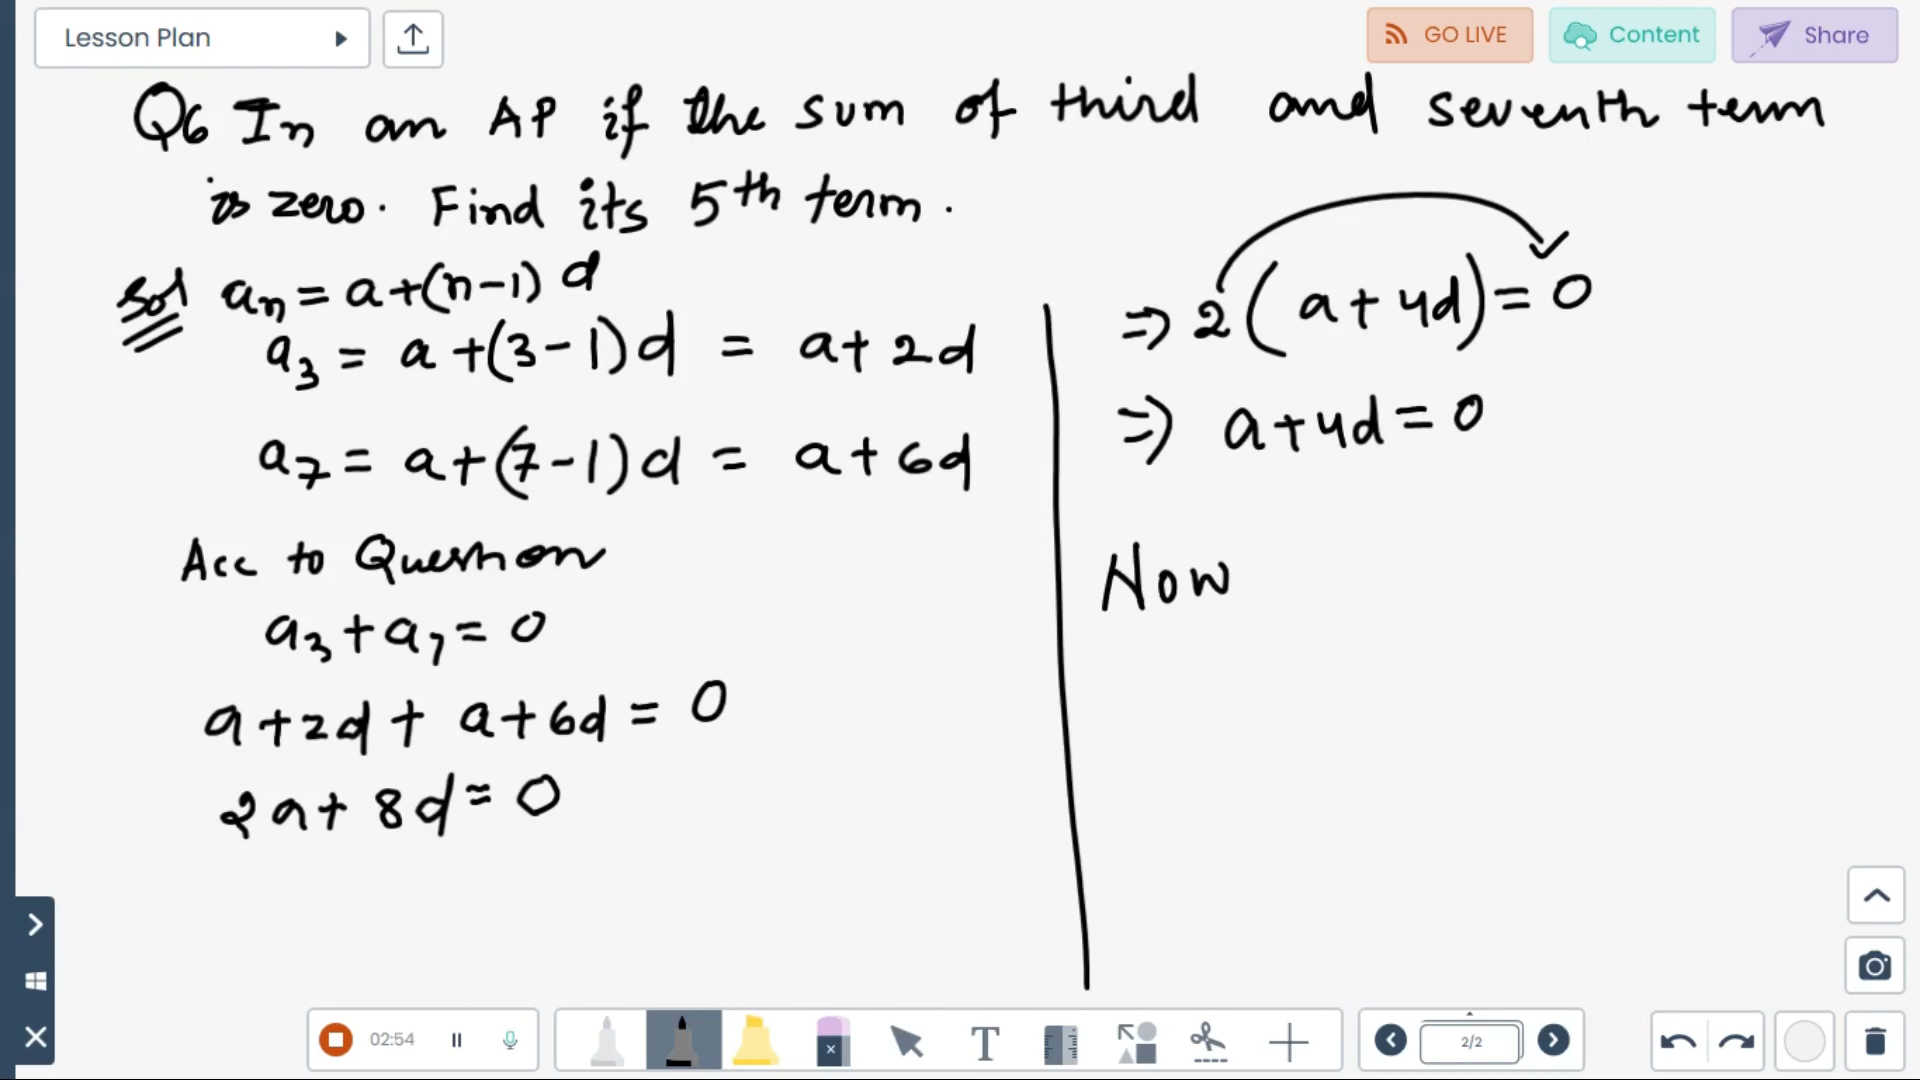 Lesson Plan
GO LIVE
Content
Share
Q6 In an AP if the sum of third and seventh term
is zero. Find its 5th term.
Sol aₙ = a+(n-1) d
a₃ = a+(3-1)d = a+2d
a₇ = a+(7-1)d = a+6d
Acc to Question
a₃+a₇=0
a+2d+ a+6d = 0
2a+ 8d=0
⇒ 2(a+4d)=0
⇒ a+4d=0
Now
02:54
T
2/2